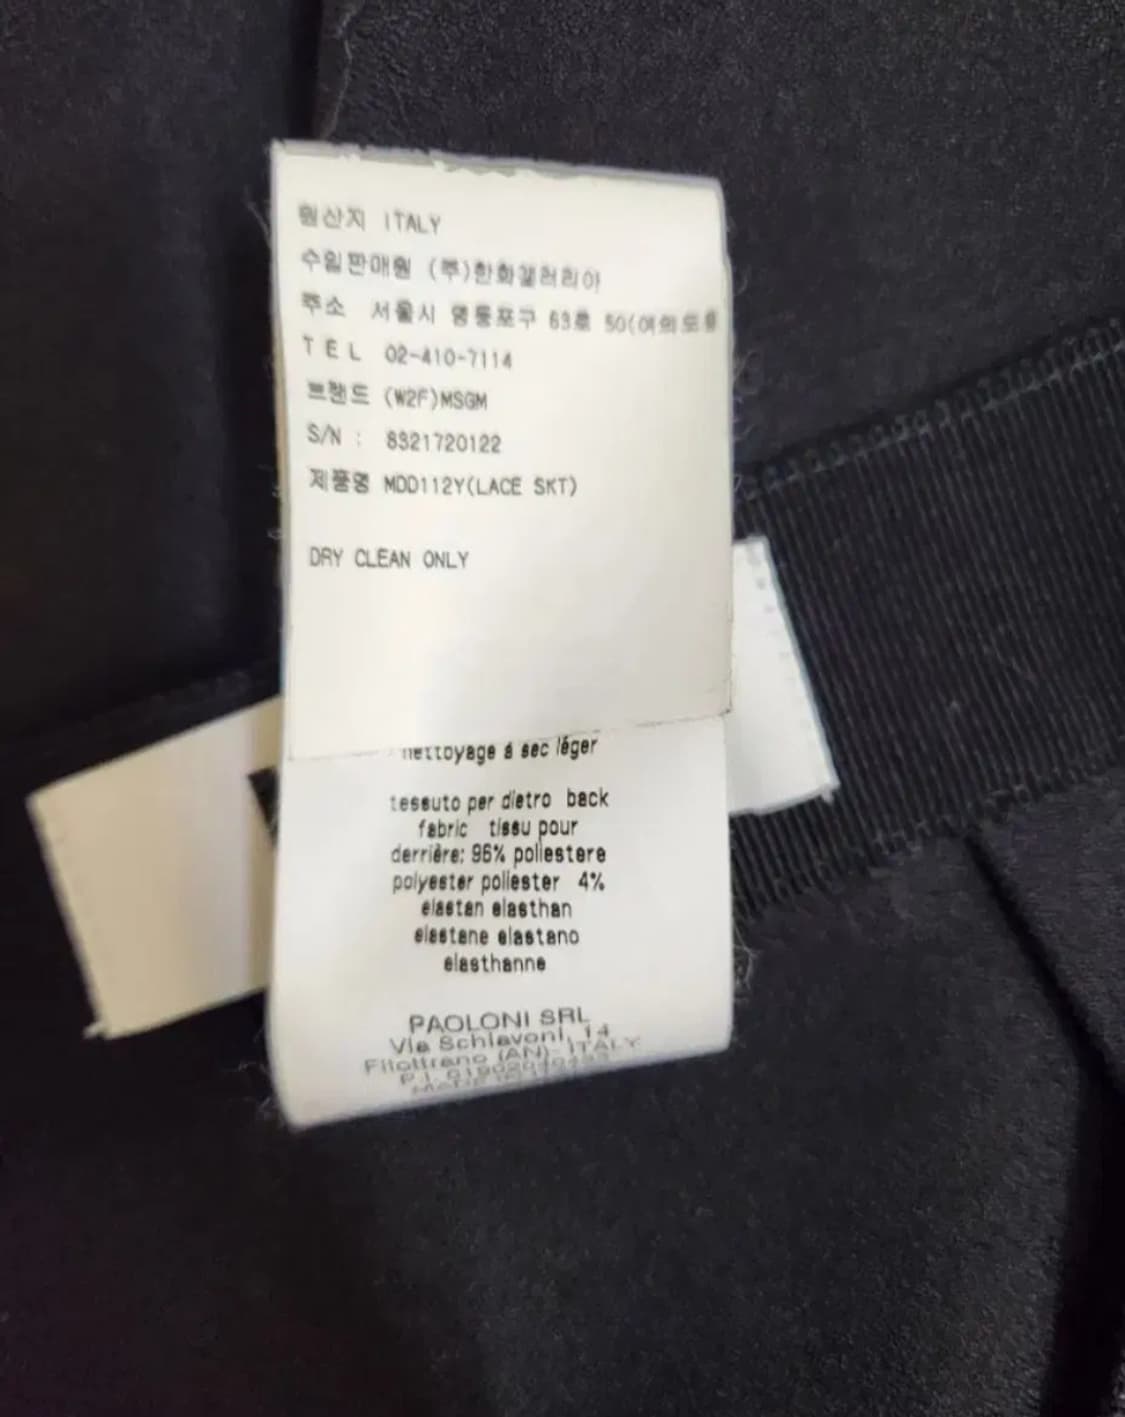 원산지 ITALY
수입판매원 (주)한화갤러리아
주소 서울시 영등포구 63로 50(여의도동
TEL 02-410-7114
브랜드 (W2F)MSGM
S/N : 8321720122
제품명 MDD112Y(LACE SKT)
DRY CLEAN ONLY
nettoyage à sec léger
tessuto per dietro back
fabric tissu pour
derrière: 96% poliestere
polyester poliester 4%
elastan elasthan
elastane elastano
elasthanne
PAOLONI SRL
Via Schiavoni, 14
Filottrano (AN)- ITALY
P.I.